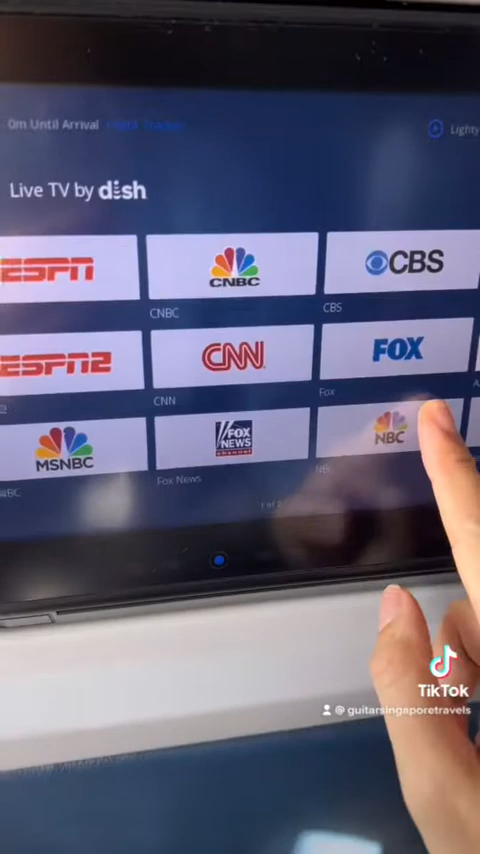 0m Until Arrival Flight Tracker
Lighty
Live TV by dish
ESPN
CNBC
CBS
CNBC
CBS
ESPN2
CNN
FOX
CNN
Fox
MSNBC
FOX
NEWS
channel
NBC
Fox News
TikTok
@guitarsingaporetravels